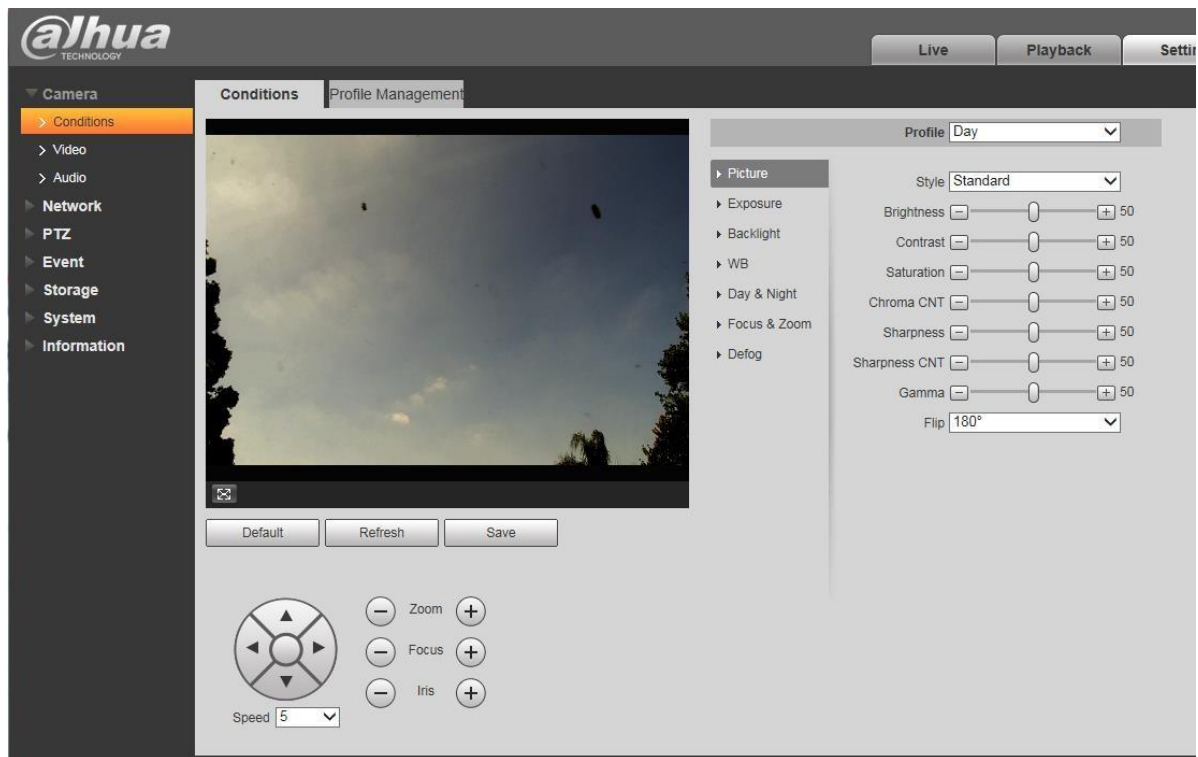 alhua
TECHNOLOGY
Live
Playback
Settin
Camera
Conditions
Video
Audio
Network
PTZ
Event
Storage
System
Information
Conditions
Profile Management
Profile Day
Picture
Exposure
Backlight
WB
Day & Night
Focus & Zoom
Defog
Style Standard
Brightness 50
Contrast 50
Saturation 50
Chroma CNT 50
Sharpness 50
Sharpness CNT 50
Gamma 50
Flip 180°
Default
Refresh
Save
Zoom
Focus
Iris
Speed 5